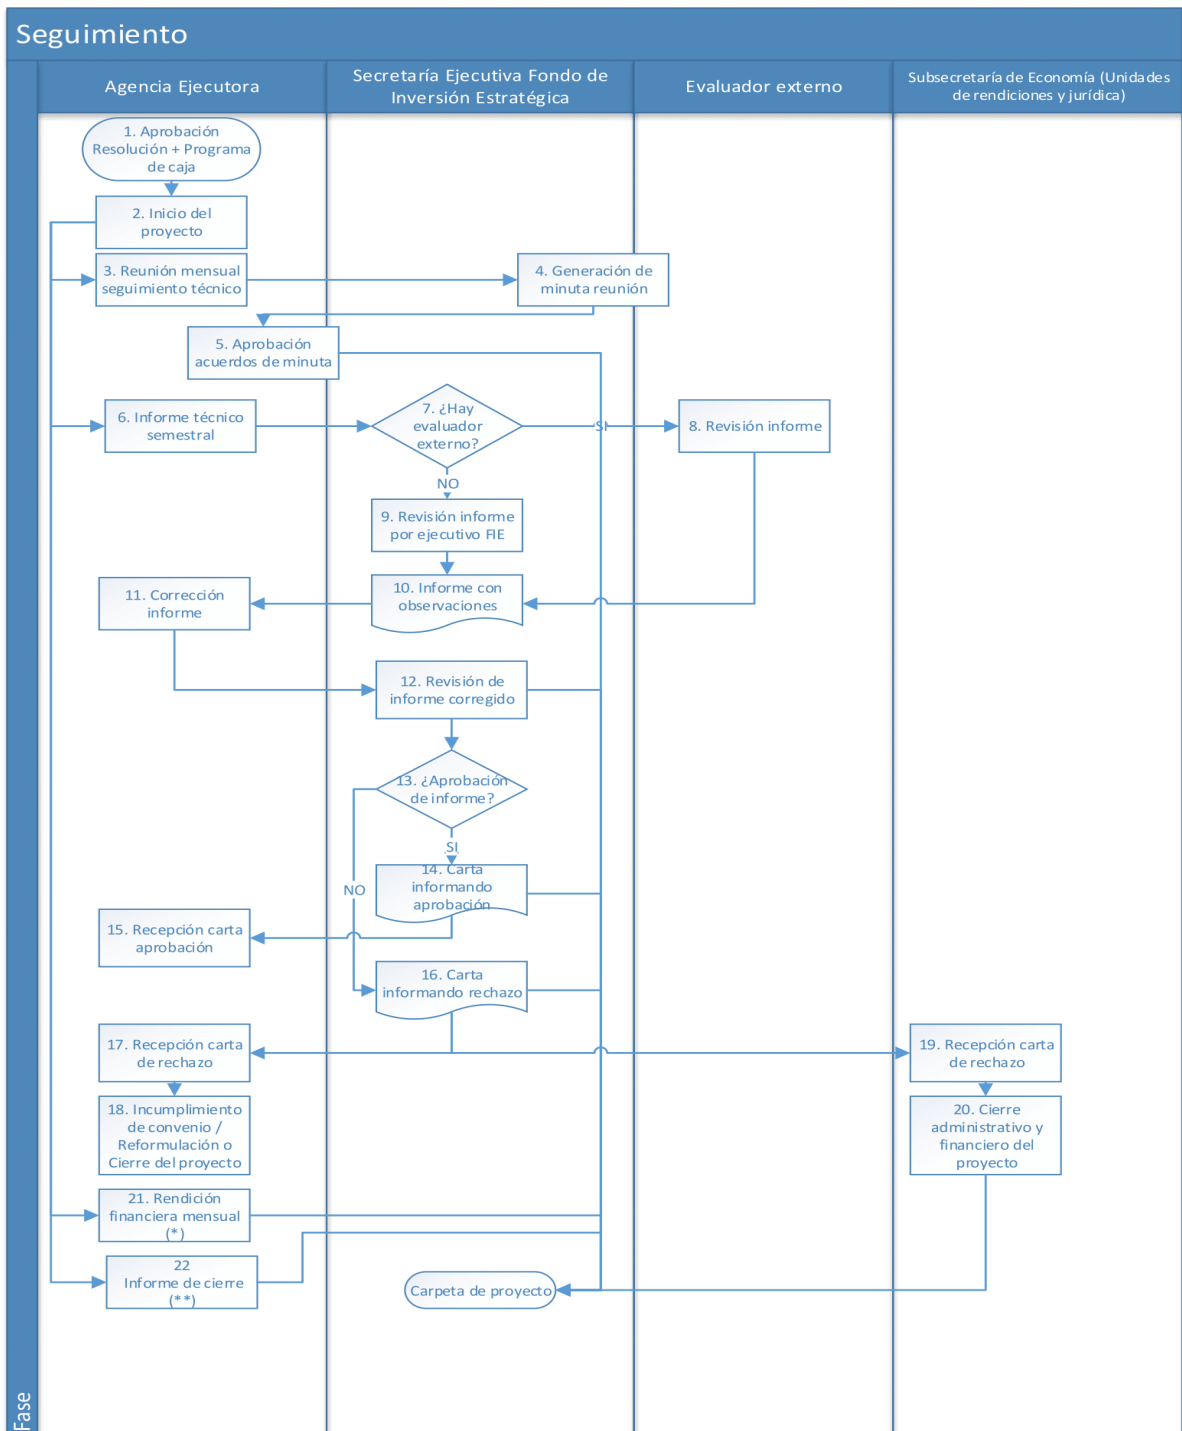 Seguimiento
Agencia Ejecutora
Secretaría Ejecutiva Fondo de
Inversión Estratégica
Evaluador externo
Subsecretaría de Economía (Unidades
de rendiciones y jurídica)
1. Aprobación
Resolución + Programa
de caja
2. Inicio del
proyecto
3. Reunión mensual
seguimiento técnico
4. Generación de
minuta reunión
5. Aprobación
acuerdos de minuta
6. Informe técnico
semestral
7. ¿Hay
evaluador
externo?
SI
8. Revisión informe
NO
9. Revisión informe
por ejecutivo FIE
10. Informe con
observaciones
11. Corrección
informe
12. Revisión de
informe corregido
13. ¿Aprobación
de informe?
SI
NO
14. Carta
informando
aprobación
15. Recepción carta
aprobación
16. Carta
informando rechazo
17. Recepción carta
de rechazo
19. Recepción carta
de rechazo
18. Incumplimiento
de convenio /
Reformulación o
Cierre del proyecto
20. Cierre
administrativo y
financiero del
proyecto
21. Rendición
financiera mensual
(*)
22
Informe de cierre
(**)
Carpeta de proyecto
Fase